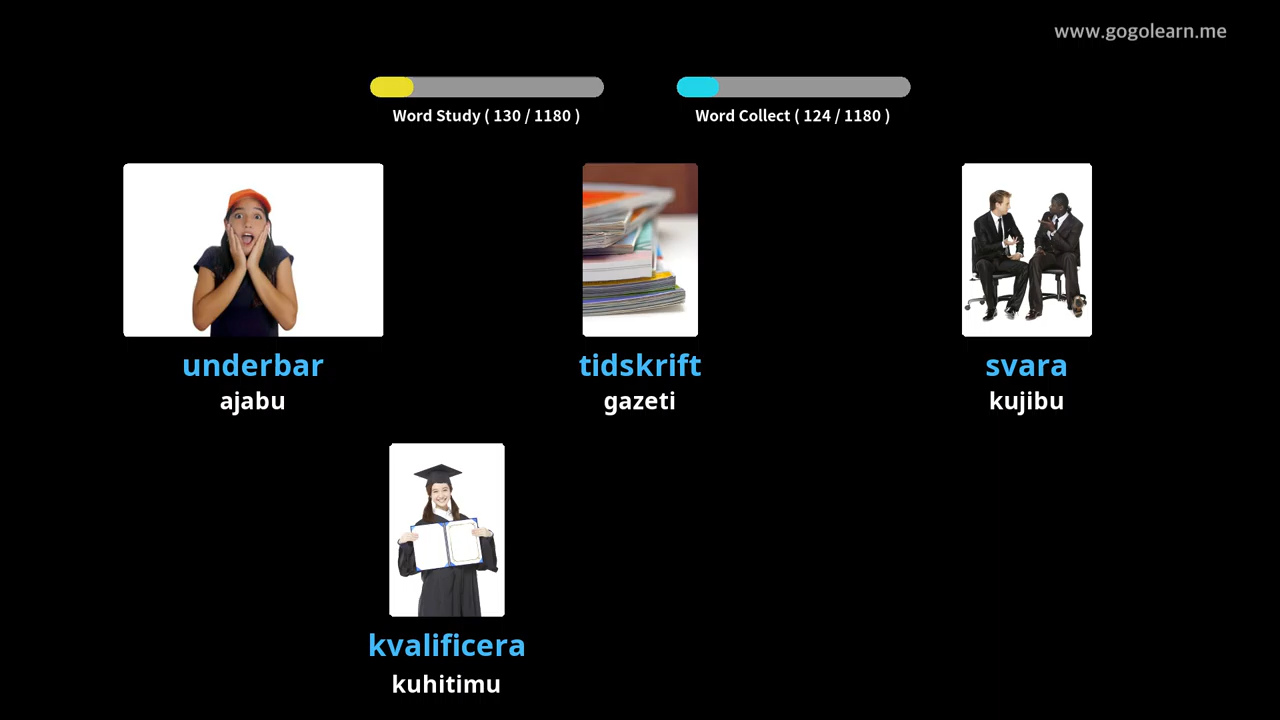 www.gogolearn.me
Word Study ( 130 / 1180 )
Word Collect ( 124 / 1180 )
underbar
ajabu
tidskrift
gazeti
svara
kujibu
kvalificera
kuhitimu